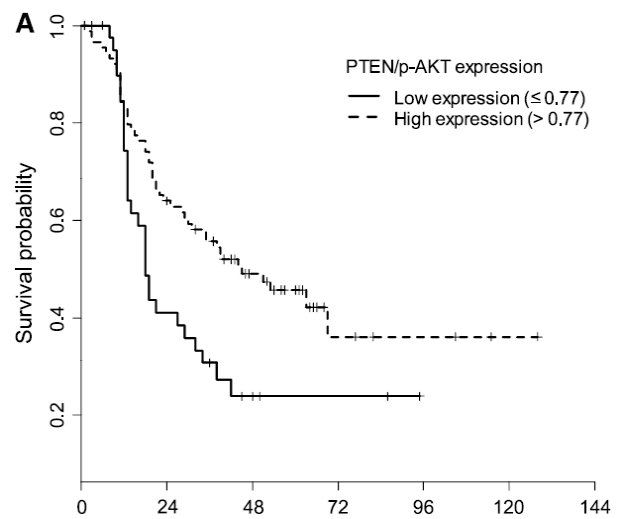 A
PTEN/p-AKT expression
Low expression (≤0.77)
High expression (> 0.77)
Survival probability
1.0
0.8
0.6
0.4
0.2
0 24 48 72 96 120 144